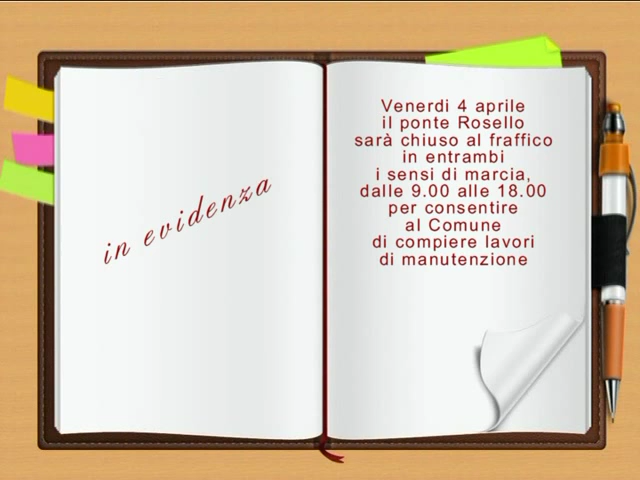 in evidenza
Venerdi 4 aprile
il ponte Rosello
sarà chiuso al fraffico
in entrambi
i sensi di marcia,
dalle 9.00 alle 18.00
per consentire
al Comune
di compiere lavori
di manutenzione